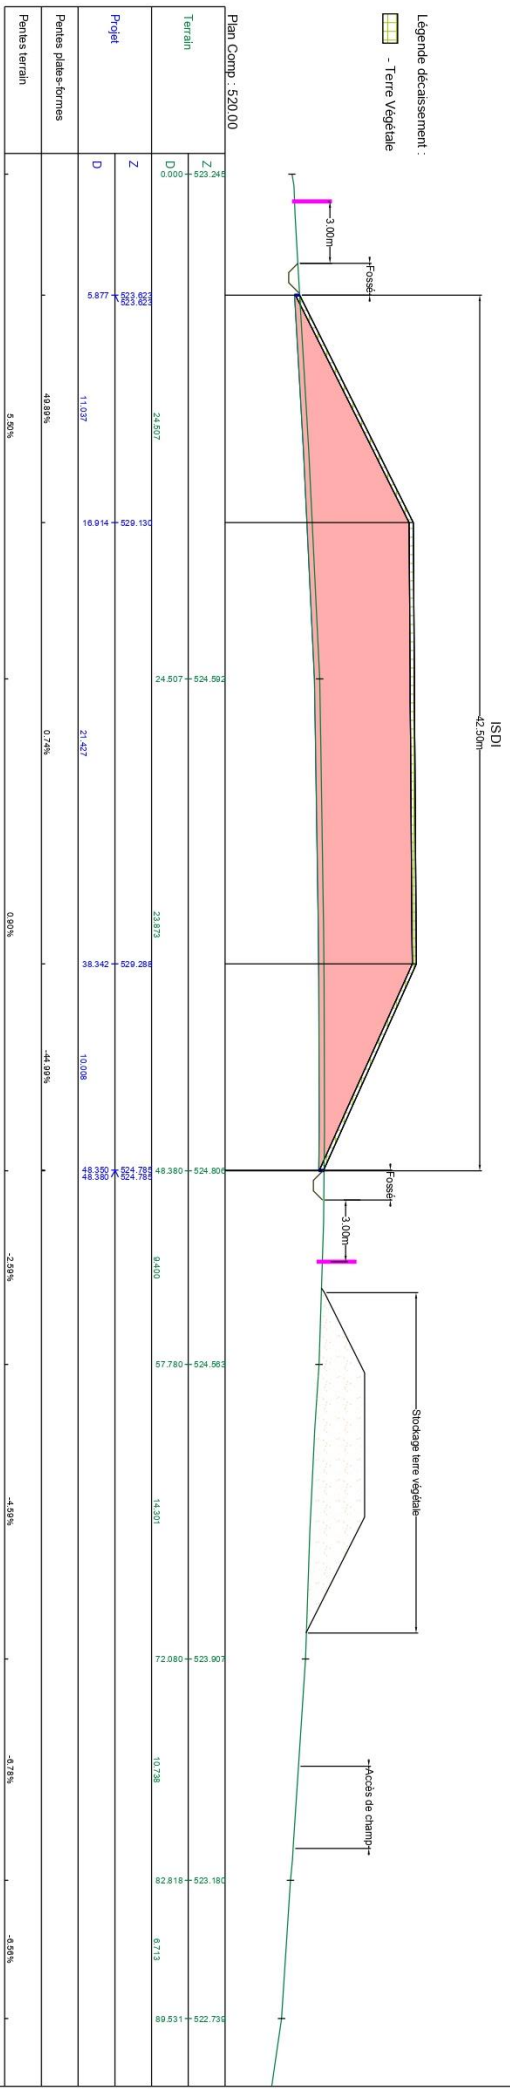 Légende décaissement :
- Terre Végétale
ISDI
42.50m
3.00m
Fossé
Fossé
3.00m
Stockage terre végétale
Accès de champ
Plan Comp : 520.00
Terrain
Z
523.245
524.592
524.806
524.563
523.907
523.180
522.739
D
0.000
24.507
24.507
23.873
48.380
9.400
57.780
14.301
72.080
10.738
82.818
6.713
89.531
Projet
Z
523.623
523.623
529.130
529.288
524.785
524.785
D
5.877
11.037
16.914
21.427
38.342
10.008
48.350
48.380
Pentes plates-formes
49.89%
0.74%
-44.99%
Pentes terrain
5.50%
0.90%
-2.59%
-4.59%
-6.78%
-6.56%